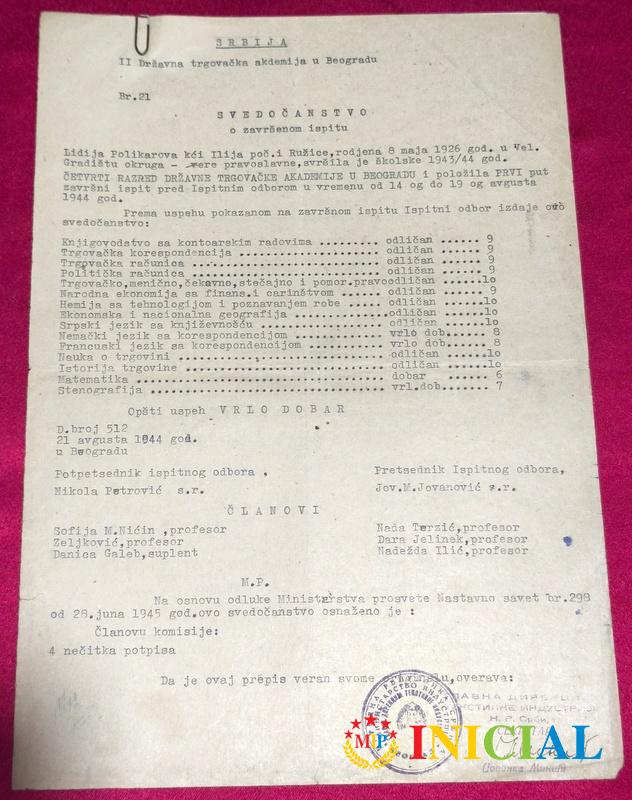 SRBIJA
II Državna trgovačka akdemija u Beogradu
Br.21
SVEDOČANSTVO
o završenom ispitu
Lidija Polikarova kći Ilija poč.i Ružice,rodjena 8 maja 1926 god. u Vel.
Gradištu okruga - vere pravoslavne,svršila je školske 1943/44 god.
ČETVRTI RAZRED DRŽAVNE TRGOVAČKE AKADEMIJE U BEOGRADU i položila PRVI put
završni ispit pred Ispitnim odborom u vremenu od 14 og do 19 og avgusta
1944 god.
Prema uspehu pokazanom na završnom ispitu Ispitni odbor izdaje ovo
svedočanstvo:
Knjigovodstvo sa kontoarskim radovima ......... odličan ...... 9
Trgovačka korespondencija ..................... odličan ...... 9
Trgovačka računica ............................ odličan ...... 9
Politička računica ............................ odličan ...... 9
Trgovačko,menično,čekovno,stečajno i pomor.pravoodličan ......lo
Narodna ekonomija sa finans.i carinštvom ...... odličan ...... 9
Hemija sa tehnologijom i poznavanjem robe ..... odličan ......lo
Ekonomska i nacionalna geografija .............odličan ......lo
Srpski jezik sa književnošću .................. odličan ......lo
Nemački jezik sa korespondencijom ............. vrlo dob..... 8
Francuski jezik sa korespondencijom ........... vrlo dob..... 8
Nauka o trgovini .............................. odličan ......lo
Istorija trgovine ............................. odličan ......lo
Matematika .................................... dobar ...... 6
Stenografija .................................. vrl.dob...... 7
Opšti uspeh VRLO DOBAR
D.broj 512
21 avgusta 1944 god.
u Beogradu
Potpetsednik ispitnog odbora , Pretsednik Ispitnog odbora,
Nikola Petrović s.r. Jov.M.Jovanović s.r.
ČLANOVI
Sofija M.Nićin ,profesor Nada Terzić,profesor
Zeljković,profesor Dara Jelinek,profesor
Danica Galeb,suplent Nadežda Ilić,profesor
M.P.
Na osnovu odluke Ministarstva prosvete Nastavno savet br.298
od 28.juna 1945 god.ovo svedočanstvo osnaženo je :
Članovu komisije:
4 nečitka potpisa
Da je ovaj prepis veran svome originalu,overava:
Н.Р. Србије
MP INICIAL